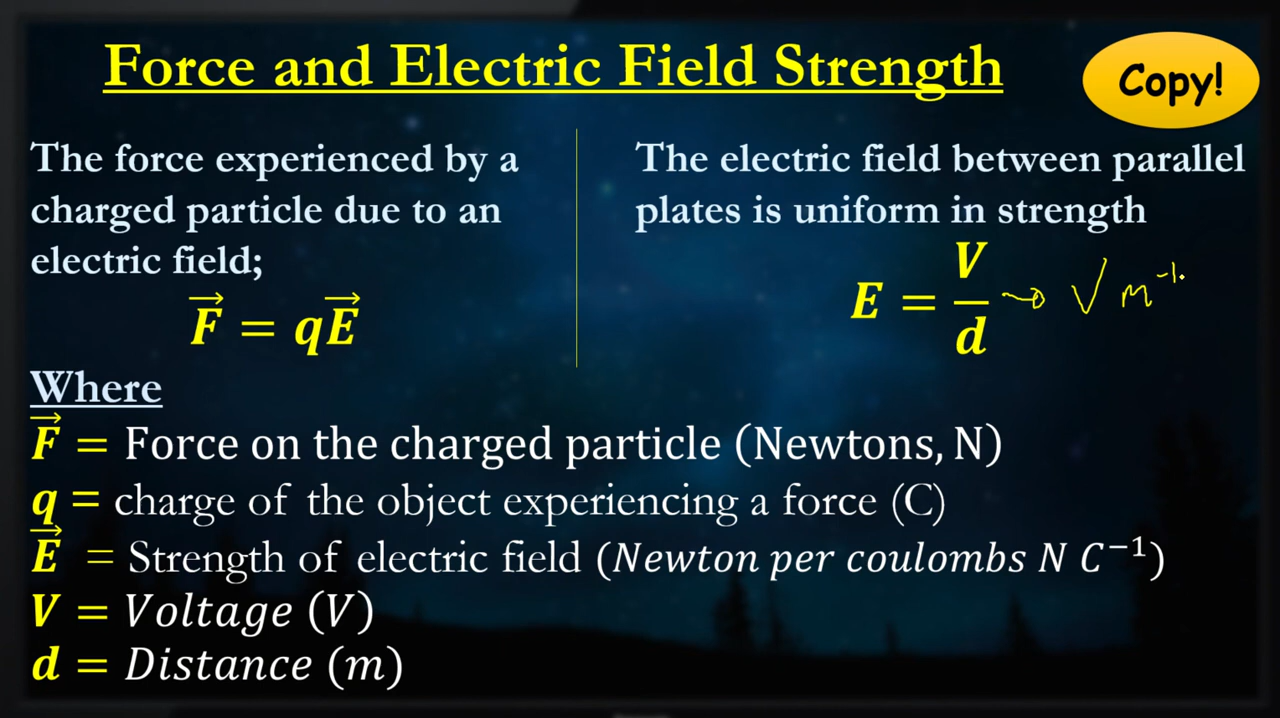 Force and Electric Field Strength
Copy!
The force experienced by a
charged particle due to an
electric field;
F⃗ = qE⃗
The electric field between parallel
plates is uniform in strength
E = V/d → V m⁻¹
Where
F⃗ = Force on the charged particle (Newtons, N)
q = charge of the object experiencing a force (C)
E⃗ = Strength of electric field (Newton per coulombs N C⁻¹)
V = Voltage (V)
d = Distance (m)